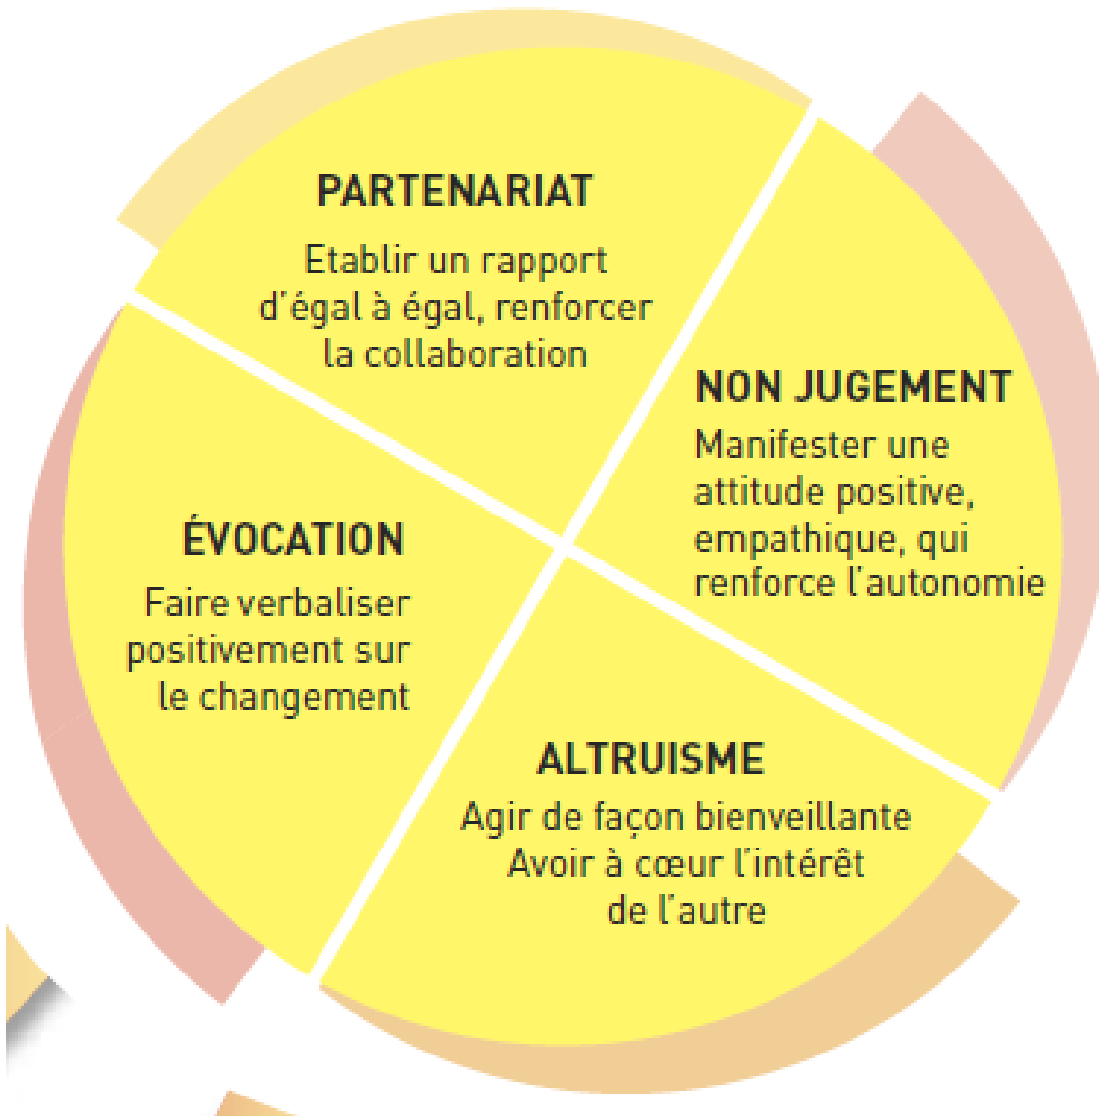 PARTENARIAT
Etablir un rapport
d'égal à égal, renforcer
la collaboration
NON JUGEMENT
Manifester une
attitude positive,
empathique, qui
renforce l'autonomie
ÉVOCATION
Faire verbaliser
positivement sur
le changement
ALTRUISME
Agir de façon bienveillante
Avoir à cœur l'intérêt
de l'autre